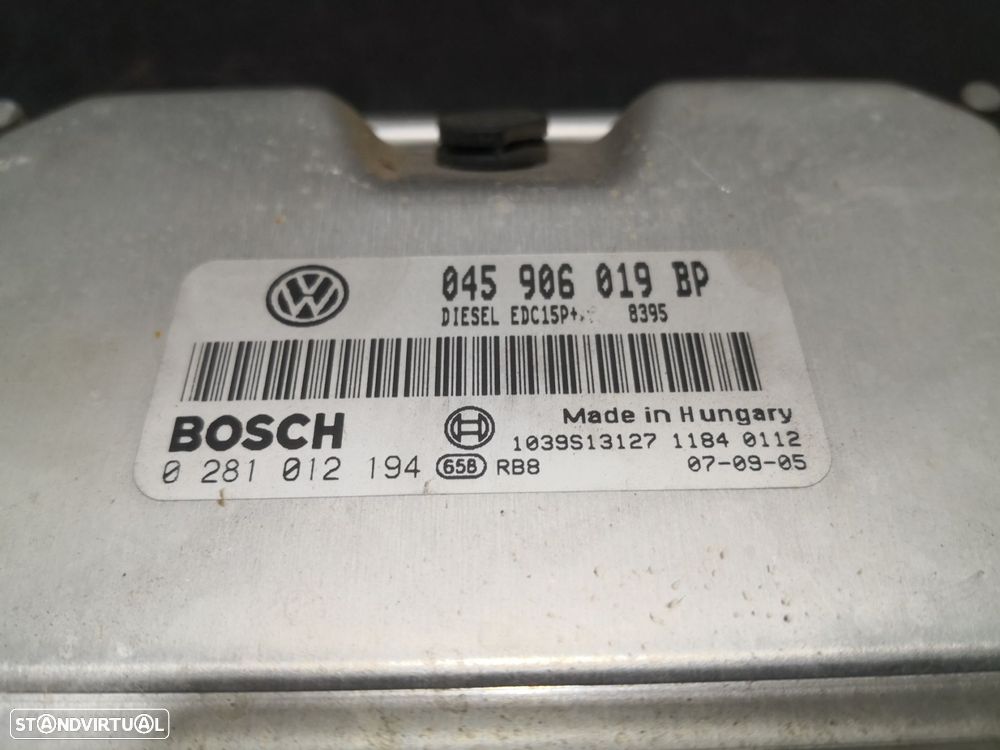 045 906 019 BP
DIESEL EDC15P+ 8395
BOSCH
Made in Hungary
1039S13127 1184 0112
0 281 012 194 658 RB8 07-09-05
STANDVIRTUAL